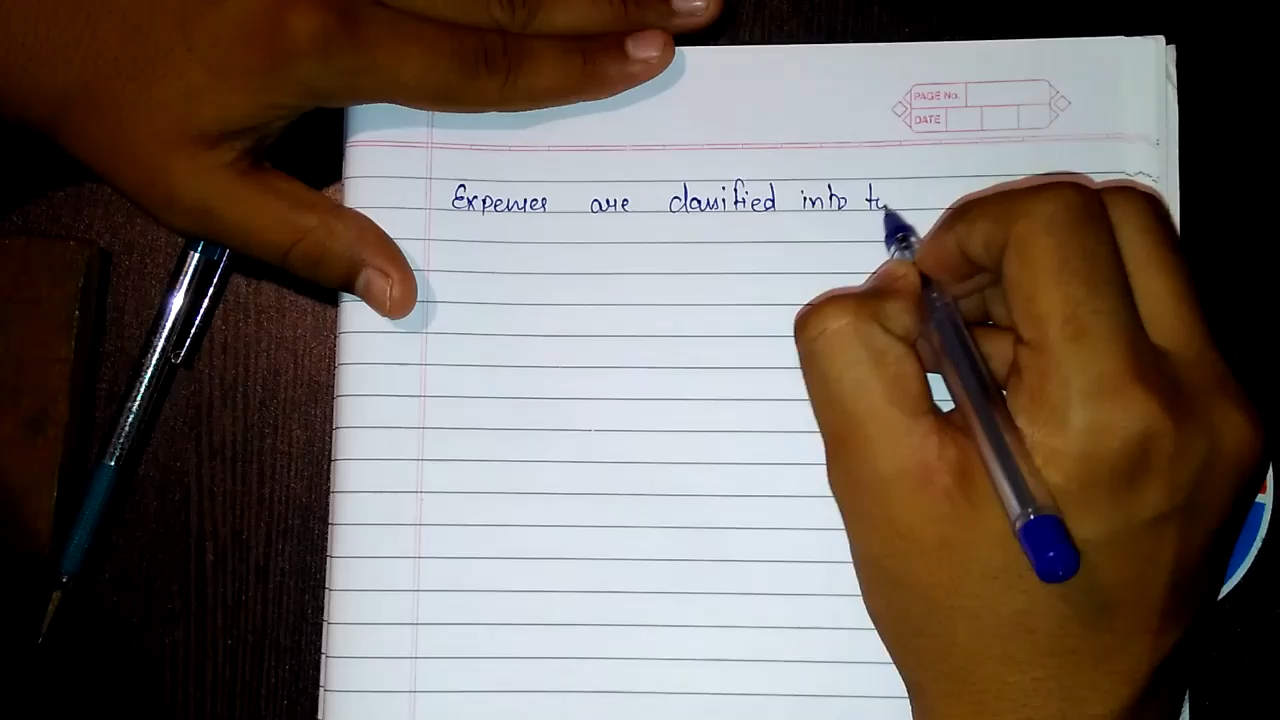 PAGE No.
DATE
Expenses are classified into